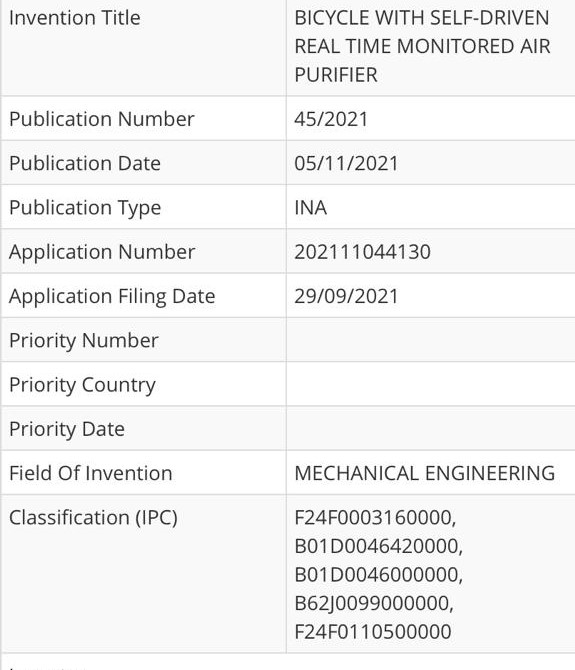 Invention Title
BICYCLE WITH SELF-DRIVEN
REAL TIME MONITORED AIR
PURIFIER
Publication Number
45/2021
Publication Date
05/11/2021
Publication Type
INA
Application Number
202111044130
Application Filing Date
29/09/2021
Priority Number
Priority Country
Priority Date
Field Of Invention
MECHANICAL ENGINEERING
Classification (IPC)
F24F0003160000,
B01D0046420000,
B01D0046000000,
B62J0099000000,
F24F0110500000